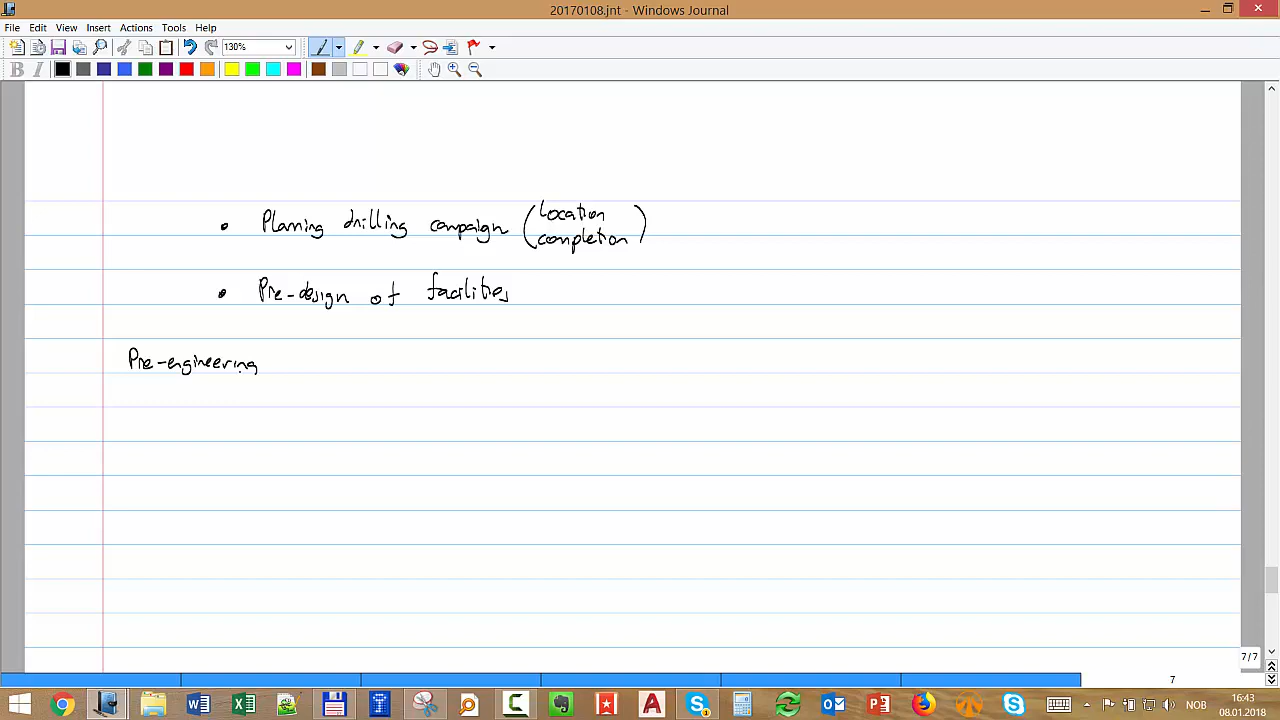 20170108.jnt - Windows Journal
File Edit View Insert Actions Tools Help
130%
B I
• Planning drilling campaign (location
completion)
• Pre-design of facilities
Pre-engineering
7/7
7
NOB
16:43
08.01.2018